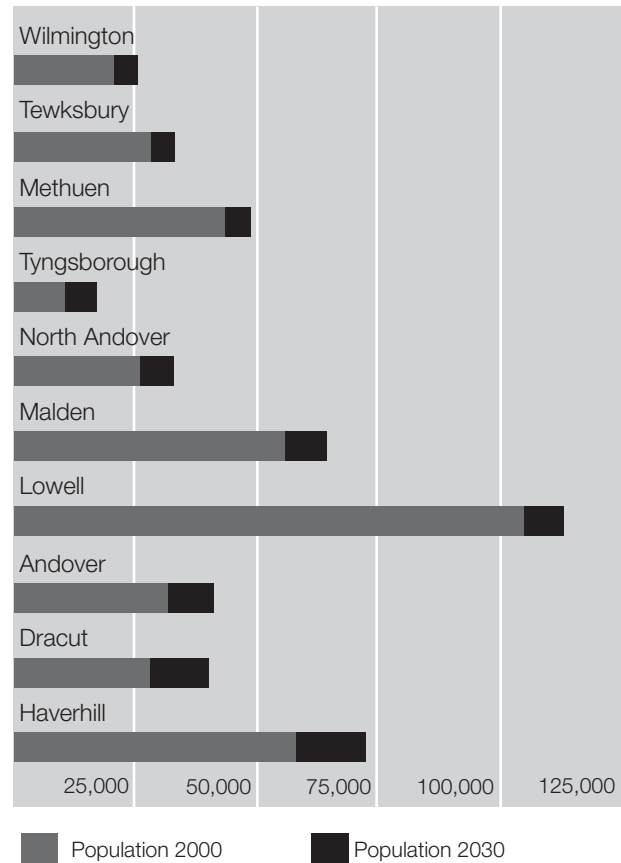 Wilmington
Tewksbury
Methuen
Tyngsborough
North Andover
Malden
Lowell
Andover
Dracut
Haverhill
25,000 50,000 75,000 100,000 125,000
Population 2000 Population 2030